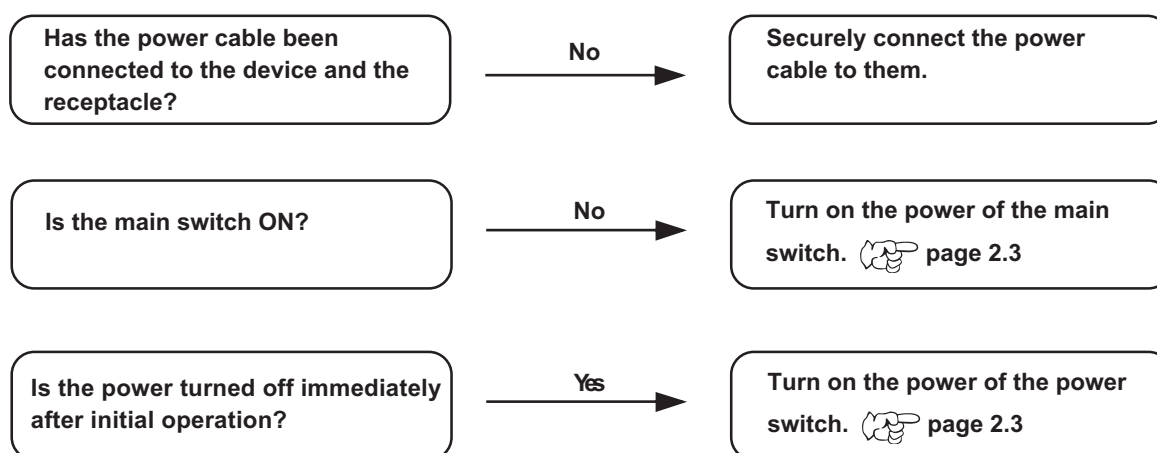 Has the power cable been
connected to the device and the
receptacle?
No
Securely connect the power
cable to them.
Is the main switch ON?
No
Turn on the power of the main
switch. page 2.3
Is the power turned off immediately
after initial operation?
Yes
Turn on the power of the power
switch. page 2.3